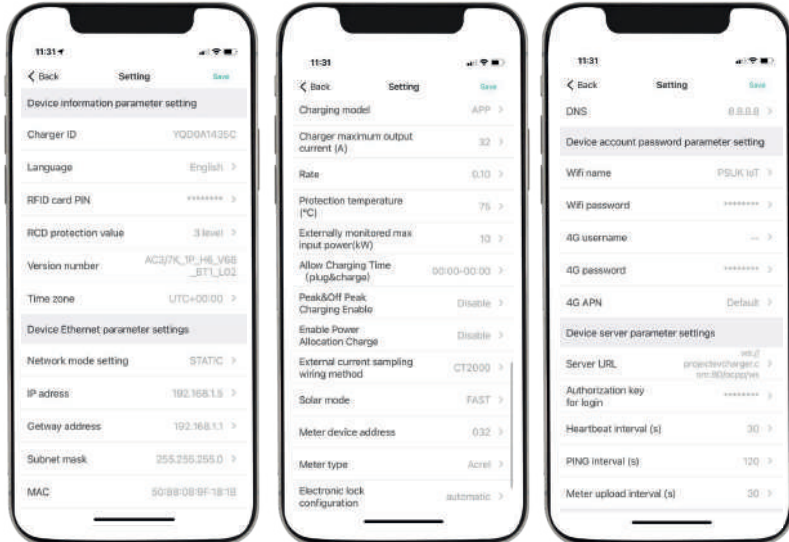 11:31
Back Setting Save
Device information parameter setting
Charger ID YQD0A1435C
Language English
RFID card PIN ********
RCD protection value 3 level
Version number AC3/7K_1P_H6_V68
_BT1_L02
Time zone UTC+00:00
Device Ethernet parameter settings
Network mode setting STATIC
IP adress 192.168.1.5
Getway address 192.168.1.1
Subnet mask 255.255.255.0
MAC
11:31
Back Setting Save
Charging model APP
Charger maximum output
current (A) 32
Rate 0.10
Protection temperature
(°C) 75
Externally monitored max
input power(kW) 10
Allow Charging Time
(plug&charge) 00:00-00:00
Peak&Off Peak
Charging Enable Disable
Enable Power
Allocation Charge Disable
External current sampling
wiring method CT2000
Solar mode FAST
Meter device address 032
Meter type Acrel
Electronic lock
configuration automatic
11:31
Back Setting Save
DNS 8.8.8.8
Device account password parameter setting
Wifi name PSUK IoT
Wifi password ********
4G username --
4G password ********
4G APN Default
Device server parameter settings
Server URL
Authorization key
for login ********
Heartbeat interval (s) 30
PING interval (s) 120
Meter upload interval (s) 30